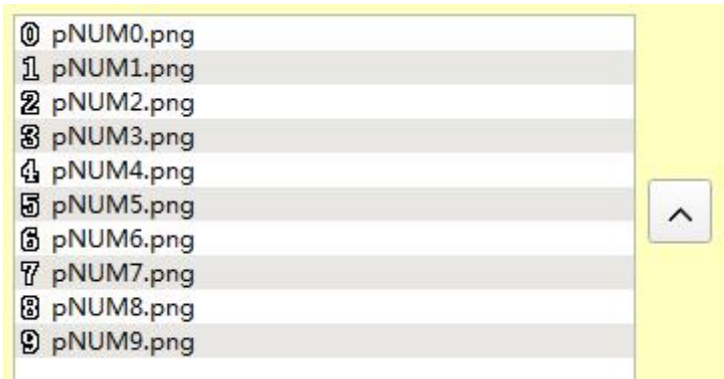 0 pNUM0.png
1 pNUM1.png
2 pNUM2.png
3 pNUM3.png
4 pNUM4.png
5 pNUM5.png
6 pNUM6.png
7 pNUM7.png
8 pNUM8.png
9 pNUM9.png